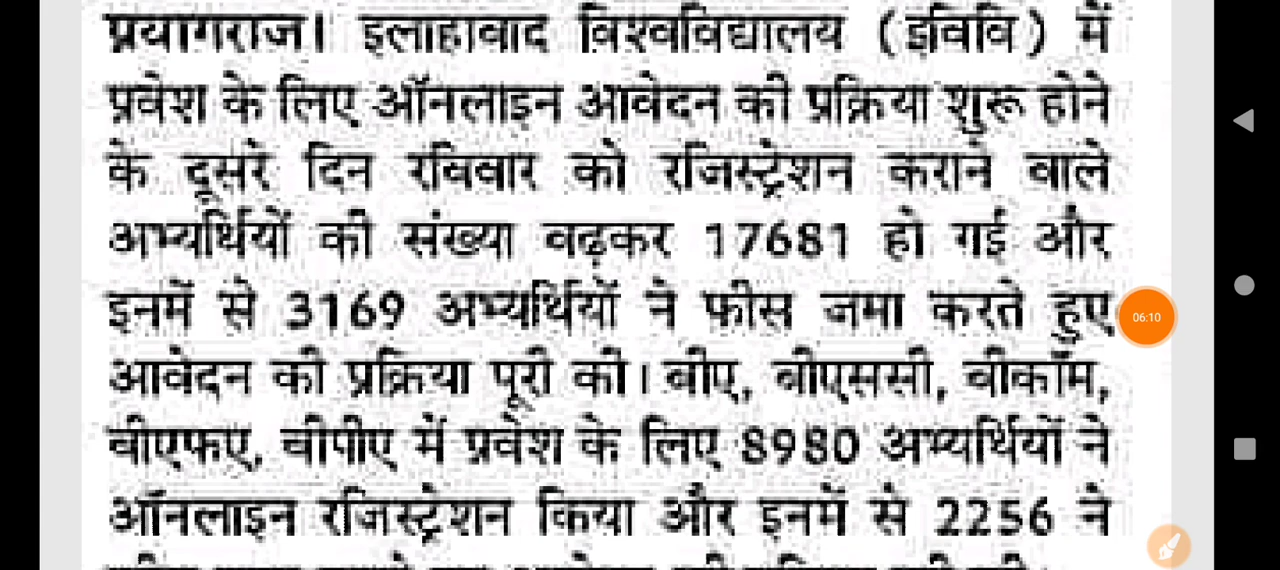 प्रयागराज। इलाहाबाद विश्वविद्यालय (इविवि) में
प्रवेश के लिए ऑनलाइन आवेदन की प्रक्रिया शुरू होने
के दूसरे दिन रविवार को रजिस्ट्रेशन कराने वाले
अभ्यर्थियों की संख्या बढ़कर 17681 हो गई और
इनमें से 3169 अभ्यर्थियों ने फीस जमा करते हुए
06:10
आवेदन की प्रक्रिया पूरी की। बीए, बीएससी, बीकॉम,
बीएफए, बीपीए में प्रवेश के लिए 8980 अभ्यर्थियों ने
ऑनलाइन रजिस्ट्रेशन किया और इनमें से 2256 ने